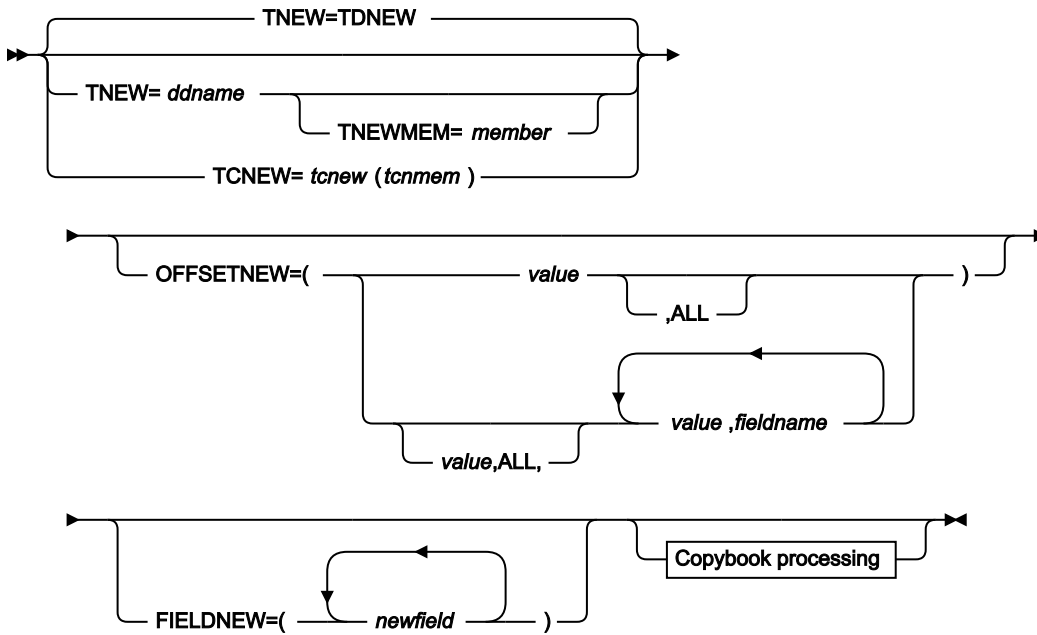 TNEW=TDNEW
TNEW= ddname
TNEWMEM= member
TCNEW= tcnew (tcnmem )
OFFSETNEW=( value )
,ALL
value ,fieldname
value,ALL,
Copybook processing
FIELDNEW=( newfield )